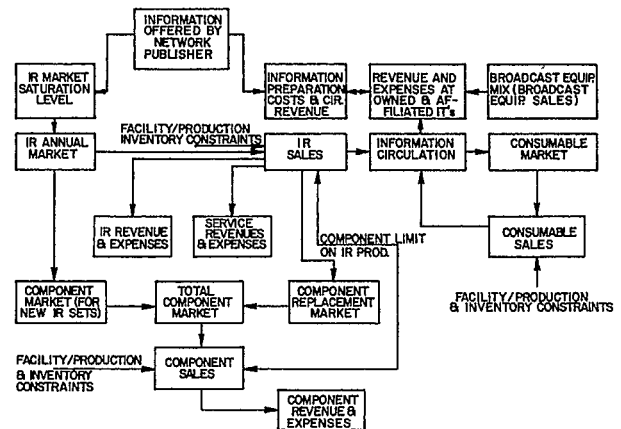 INFORMATION
OFFERED BY
NETWORK
PUBLISHER
IR MARKET
SATURATION
LEVEL
INFORMATION
PREPARATION
COSTS & CIR.
REVENUE
REVENUE AND
EXPENSES AT
OWNED & AF-
FILIATED IT's
BROADCAST EQUIP.
MIX (BROADCAST
EQUIP. SALES)
FACILITY/PRODUCTION
INVENTORY CONSTRAINTS
IR ANNUAL
MARKET
IR
SALES
INFORMATION
CIRCULATION
CONSUMABLE
MARKET
IR REVENUE
& EXPENSES
SERVICE
REVENUES
& EXPENSES
COMPONENT LIMIT
ON IR PROD.
CONSUMABLE
SALES
COMPONENT
MARKET (FOR
NEW IR SETS)
TOTAL
COMPONENT
MARKET
COMPONENT
REPLACEMENT
MARKET
FACILITY/PRODUCTION
& INVENTORY CONSTRAINTS
FACILITY/PRODUCTION
& INVENTORY
CONSTRAINTS
COMPONENT
SALES
COMPONENT
REVENUE &
EXPENSES